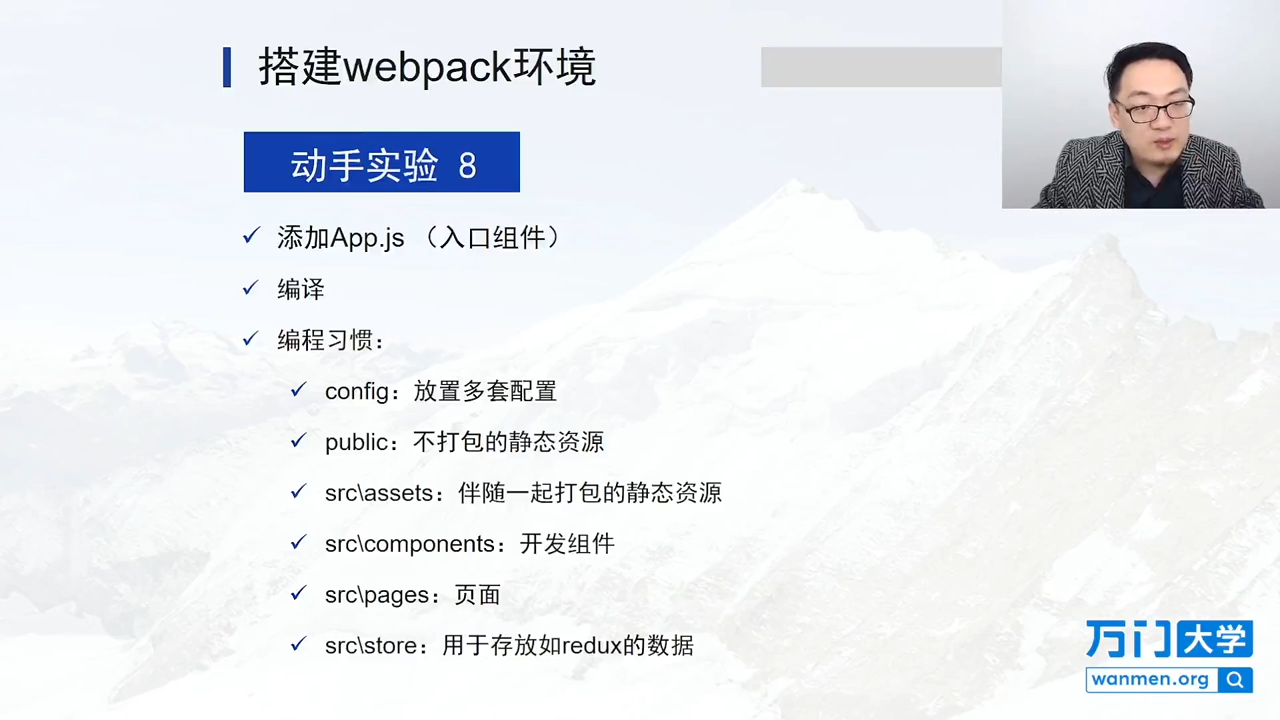 搭建webpack环境
动手实验 8
添加App.js （入口组件）
编译
编程习惯：
config：放置多套配置
public：不打包的静态资源
src\assets：伴随一起打包的静态资源
src\components：开发组件
src\pages：页面
src\store：用于存放如redux的数据
万门大学
wanmen.org